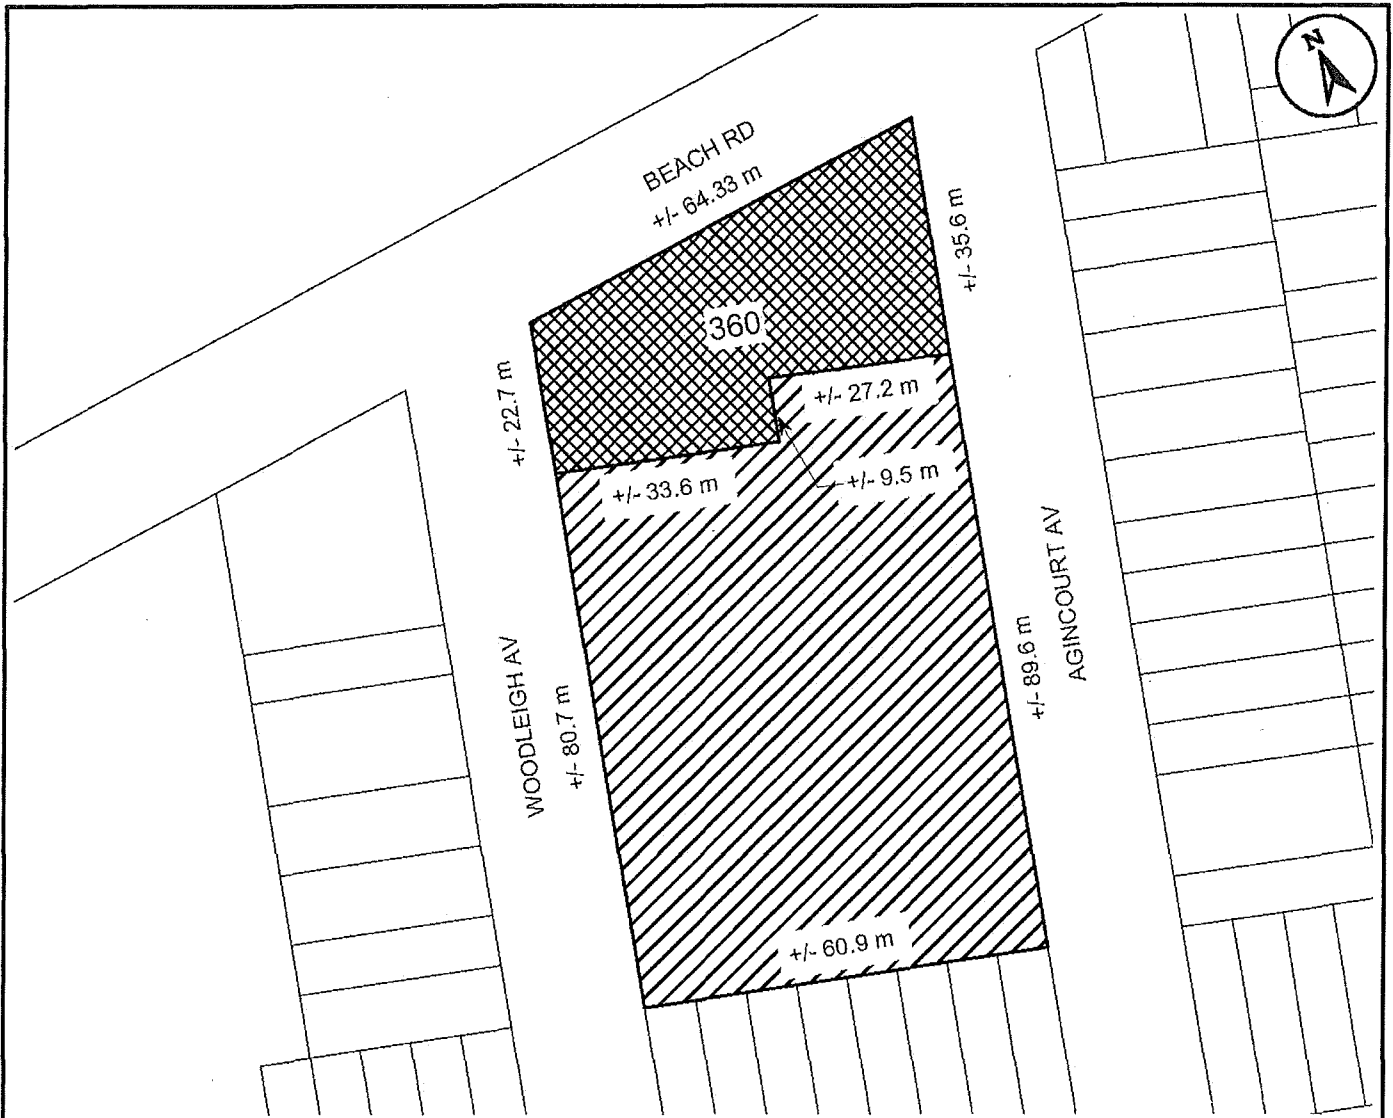 N
BEACH RD
+/- 64.33 m
+/- 35.6 m
360
+/- 22.7 m
+/- 27.2 m
+/- 9.5 m
+/- 33.6 m
WOODLEIGH AV
+/- 80.7 m
AGINCOURT AV
+/- 89.6 m
+/- 60.9 m